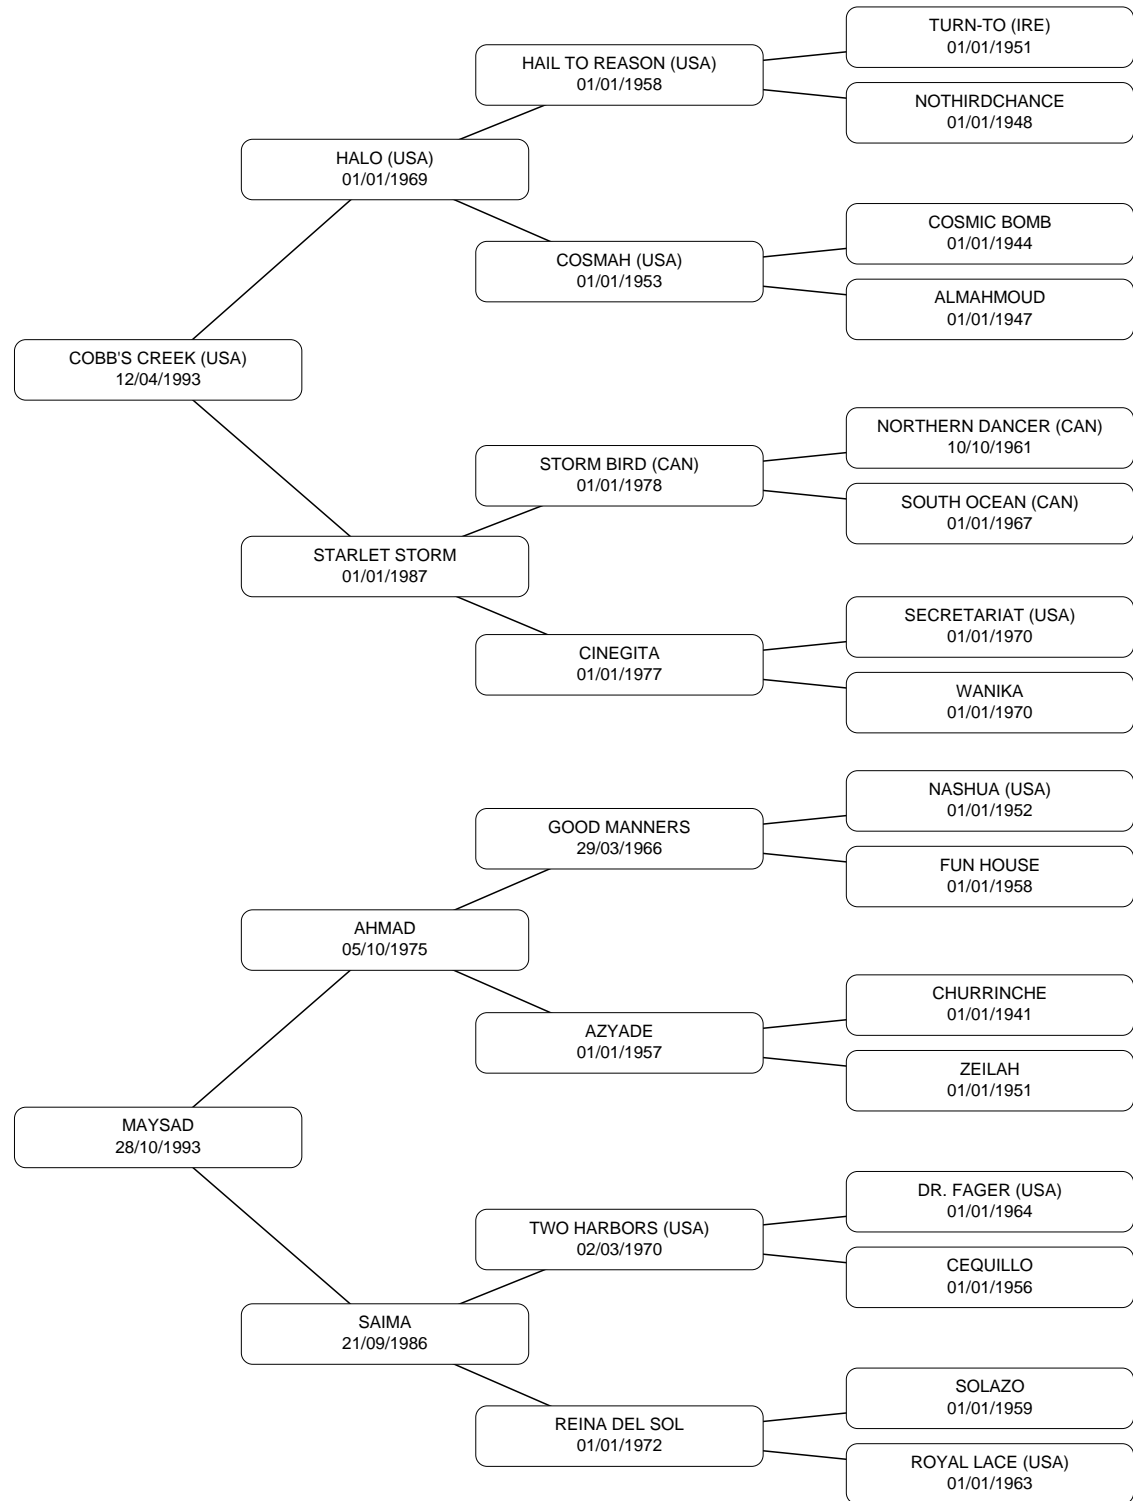 TURN-TO (IRE)
01/01/1951
HAIL TO REASON (USA)
01/01/1958
NOTHIRDCHANCE
01/01/1948
HALO (USA)
01/01/1969
COSMIC BOMB
01/01/1944
COSMAH (USA)
01/01/1953
ALMAHMOUD
01/01/1947
COBB'S CREEK (USA)
12/04/1993
NORTHERN DANCER (CAN)
10/10/1961
STORM BIRD (CAN)
01/01/1978
SOUTH OCEAN (CAN)
01/01/1967
STARLET STORM
01/01/1987
SECRETARIAT (USA)
01/01/1970
CINEGITA
01/01/1977
WANIKA
01/01/1970
NASHUA (USA)
01/01/1952
GOOD MANNERS
29/03/1966
FUN HOUSE
01/01/1958
AHMAD
05/10/1975
CHURRINCHE
01/01/1941
AZYADE
01/01/1957
ZEILAH
01/01/1951
MAYSAD
28/10/1993
DR. FAGER (USA)
01/01/1964
TWO HARBORS (USA)
02/03/1970
CEQUILLO
01/01/1956
SAIMA
21/09/1986
SOLAZO
01/01/1959
REINA DEL SOL
01/01/1972
ROYAL LACE (USA)
01/01/1963